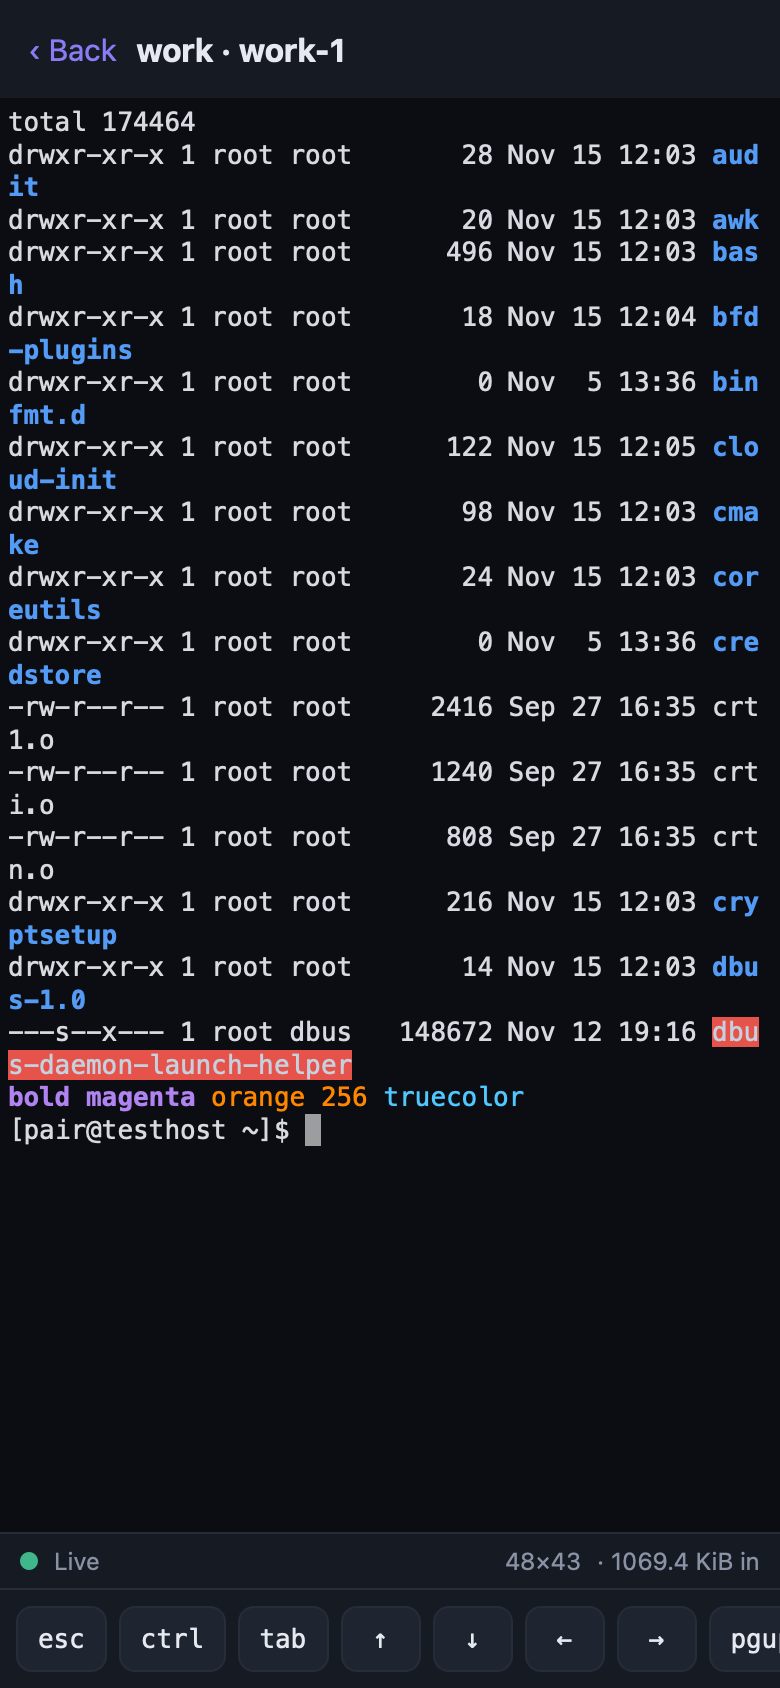 ‹ Back work · work-1
total 174464
drwxr-xr-x 1 root root       28 Nov 15 12:03 aud
it
drwxr-xr-x 1 root root       20 Nov 15 12:03 awk
drwxr-xr-x 1 root root      496 Nov 15 12:03 bas
h
drwxr-xr-x 1 root root       18 Nov 15 12:04 bfd
-plugins
drwxr-xr-x 1 root root        0 Nov  5 13:36 bin
fmt.d
drwxr-xr-x 1 root root      122 Nov 15 12:05 clo
ud-init
drwxr-xr-x 1 root root       98 Nov 15 12:03 cma
ke
drwxr-xr-x 1 root root       24 Nov 15 12:03 cor
eutils
drwxr-xr-x 1 root root        0 Nov  5 13:36 cre
dstore
-rw-r--r-- 1 root root     2416 Sep 27 16:35 crt
1.o
-rw-r--r-- 1 root root     1240 Sep 27 16:35 crt
i.o
-rw-r--r-- 1 root root      808 Sep 27 16:35 crt
n.o
drwxr-xr-x 1 root root      216 Nov 15 12:03 cry
ptsetup
drwxr-xr-x 1 root root       14 Nov 15 12:03 dbu
s-1.0
---s--x--- 1 root dbus   148672 Nov 12 19:16 dbu
s-daemon-launch-helper
bold magenta orange 256 truecolor
[pair@testhost ~]$
Live 48×43 · 1069.4 KiB in
esc ctrl tab ↑ ↓ ← → pgu